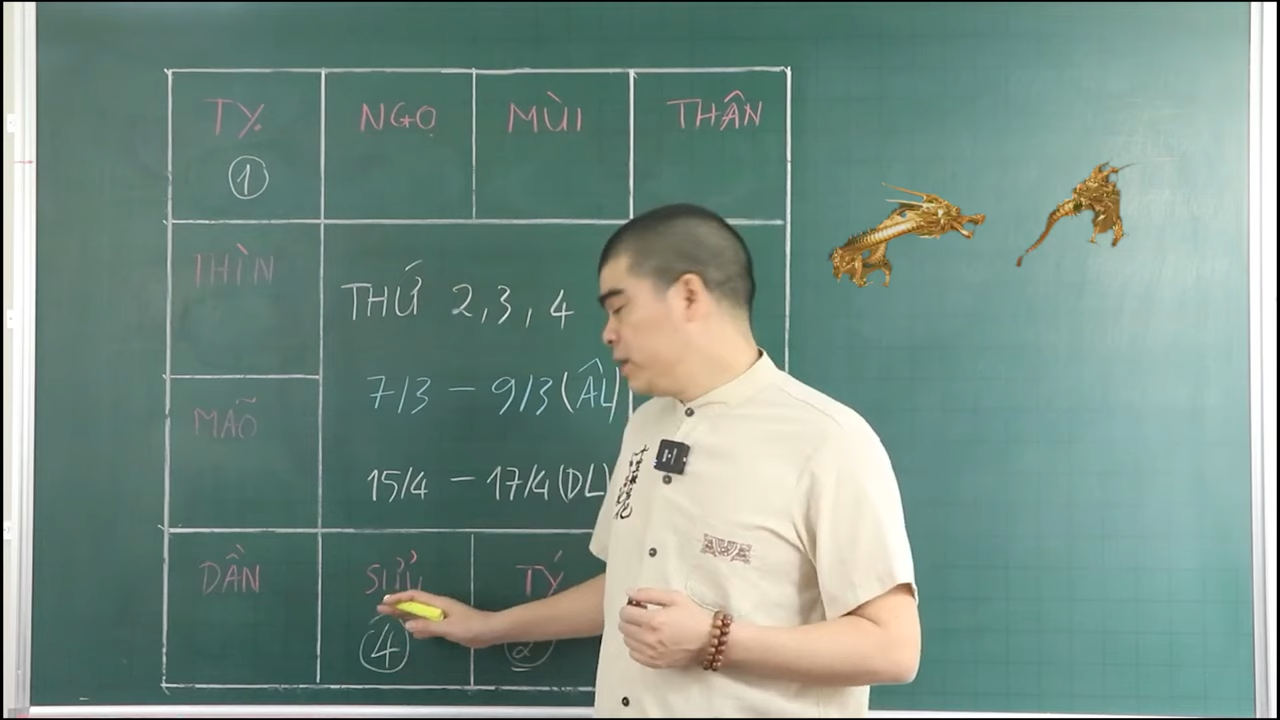 TỴ
NGỌ
MÙI
THÂN
1
THÌN
THỨ 2,3,4
7/3 - 9/3 (ÂL)
MÃO
15/4 - 17/4 (DL)
DẦN
SỬU
TÝ
4
2